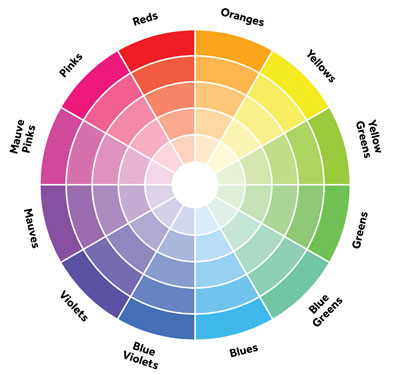 Reds
Oranges
Yellows
Yellow
Greens
Greens
Blue
Greens
Blues
Blue
Violets
Violets
Mauves
Mauve
Pinks
Pinks